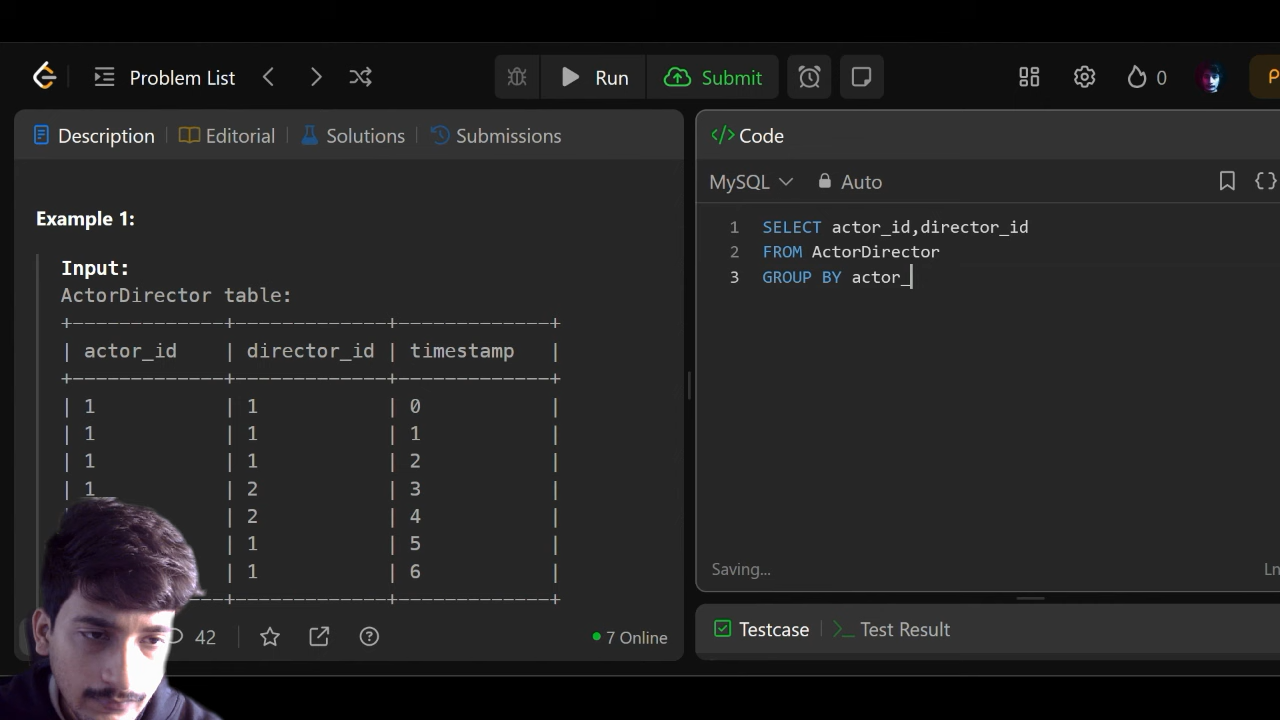 Problem List
Run
Submit
0
P
Description
Editorial
Solutions
Submissions
Example 1:
Input:
ActorDirector table:
+-------------+-------------+-------------+
| actor_id    | director_id | timestamp   |
+-------------+-------------+-------------+
| 1           | 1           | 0           |
| 1           | 1           | 1           |
| 1           | 1           | 2           |
| 1           | 2           | 3           |
| 2           | 4           |
| 1           | 5           |
| 1           | 6           |
+-------------+-------------+
42
7 Online
</> Code
MySQL
Auto
{}
1 SELECT actor_id,director_id
2 FROM ActorDirector
3 GROUP BY actor_
Saving...
Ln
Testcase
Test Result